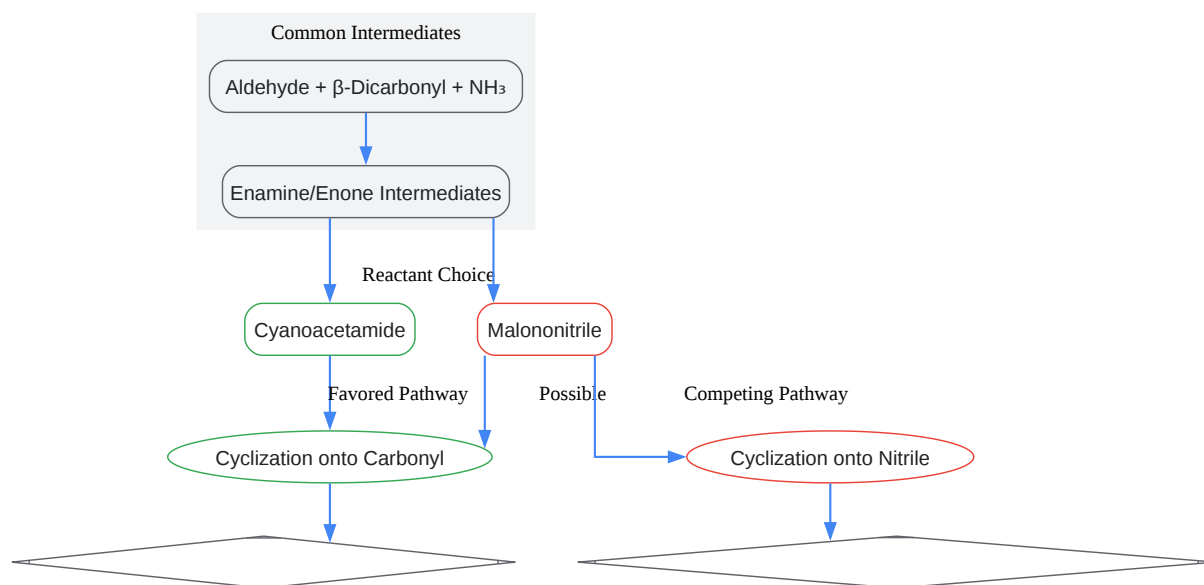 Common Intermediates
Aldehyde + β-Dicarbonyl + NH₃
Enamine/Enone Intermediates
Reactant Choice
Cyanoacetamide
Malononitrile
Favored Pathway
Possible
Competing Pathway
Cyclization onto Carbonyl
Cyclization onto Nitrile